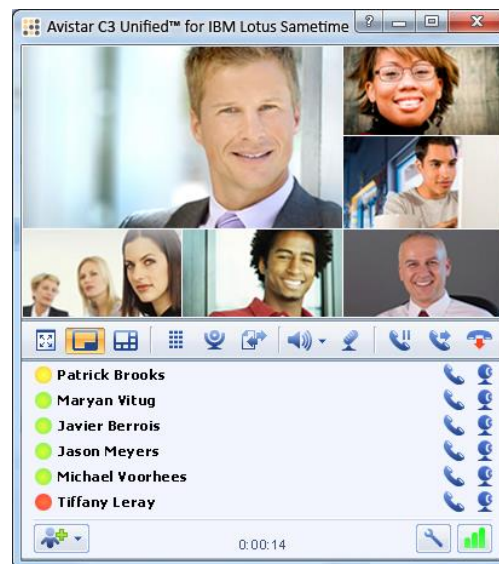 Avistar C3 Unified™ for IBM Lotus Sametime
Patrick Brooks
Maryan Vitug
Javier Berrois
Jason Meyers
Michael Voorhees
Tiffany Leray
0:00:14